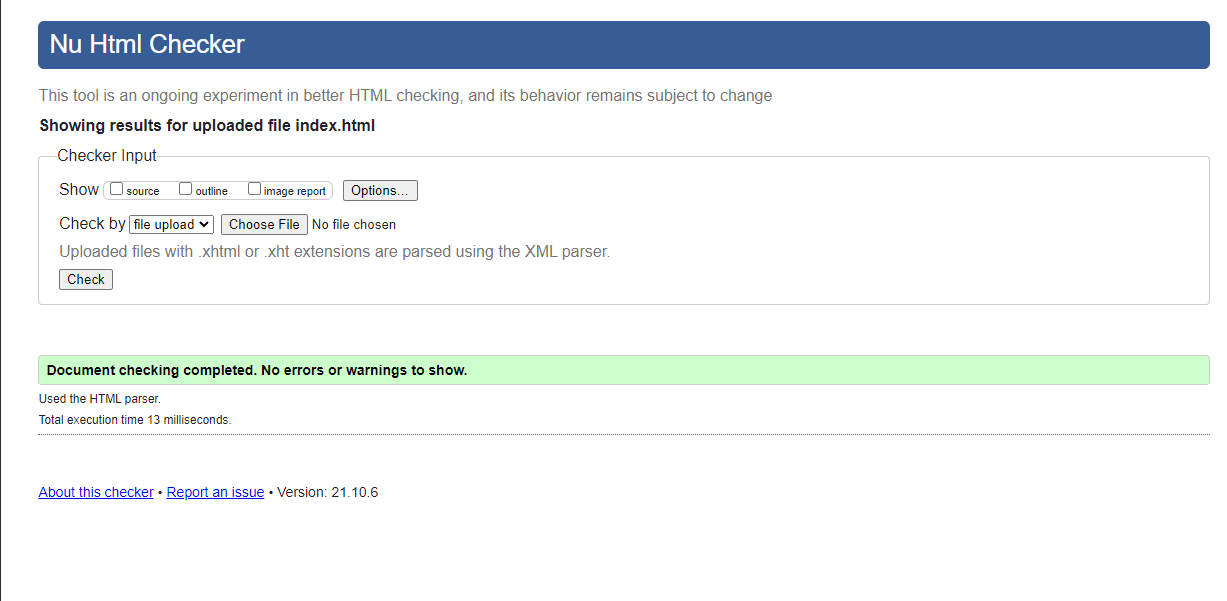 Nu Html Checker
This tool is an ongoing experiment in better HTML checking, and its behavior remains subject to change
Showing results for uploaded file index.html
Checker Input
Show source outline image report Options...
Check by file upload Choose File No file chosen
Uploaded files with .xhtml or .xht extensions are parsed using the XML parser.
Check
Document checking completed. No errors or warnings to show.
Used the HTML parser.
Total execution time 13 milliseconds.
About this checker • Report an issue • Version: 21.10.6